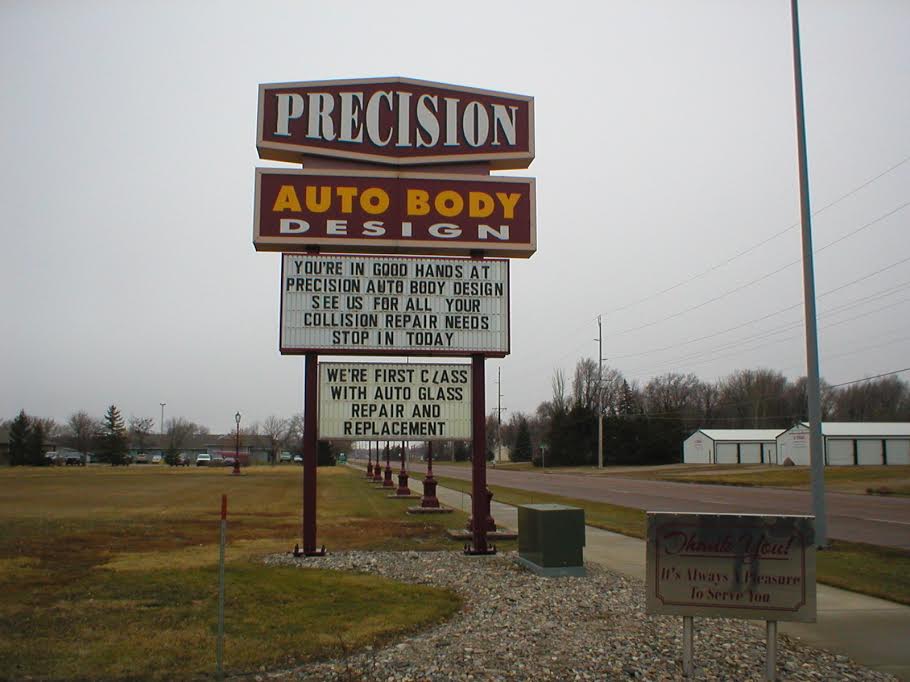 PRECISION
AUTO BODY
DESIGN
YOU'RE IN GOOD HANDS AT
PRECISION AUTO BODY DESIGN
SEE US FOR ALL YOUR
COLLISION REPAIR NEEDS
STOP IN TODAY
WE'RE FIRST CLASS
WITH AUTO GLASS
REPAIR AND
REPLACEMENT
Thank You!
It's Always A Pleasure
To Serve You